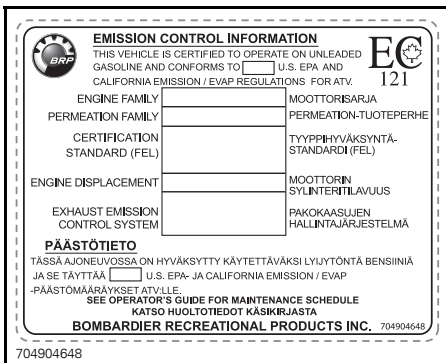 EMISSION CONTROL INFORMATION
BRP
THIS VEHICLE IS CERTIFIED TO OPERATE ON UNLEADED
GASOLINE AND CONFORMS TO U.S. EPA AND
CALIFORNIA EMISSION / EVAP REGULATIONS FOR ATV.
EC
121
ENGINE FAMILY MOOTTORISARJA
PERMEATION FAMILY PERMEATION-TUOTEPERHE
CERTIFICATION TYYPPIHYVÄKSYNTÄ-
STANDARD (FEL) STANDARDI (FEL)
ENGINE DISPLACEMENT MOOTTORIN
SYLINTERITILAVUUS
EXHAUST EMISSION PAKOKAASUJEN
CONTROL SYSTEM HALLINTAJÄRJESTELMÄ
PÄÄSTÖTIETO
TÄSSÄ AJONEUVOSSA ON HYVÄKSYTTY KÄYTETTÄVÄKSI LYIJYTÖNTÄ BENSIINIÄ
JA SE TÄYTTÄÄ U.S. EPA- JA CALIFORNIA EMISSION / EVAP
-PÄÄSTÖMÄÄRÄYKSET ATV:LLE.
SEE OPERATOR'S GUIDE FOR MAINTENANCE SCHEDULE
KATSO HUOLTOTIEDOT KÄSIKIRJASTA
BOMBARDIER RECREATIONAL PRODUCTS INC. 704904648
704904648